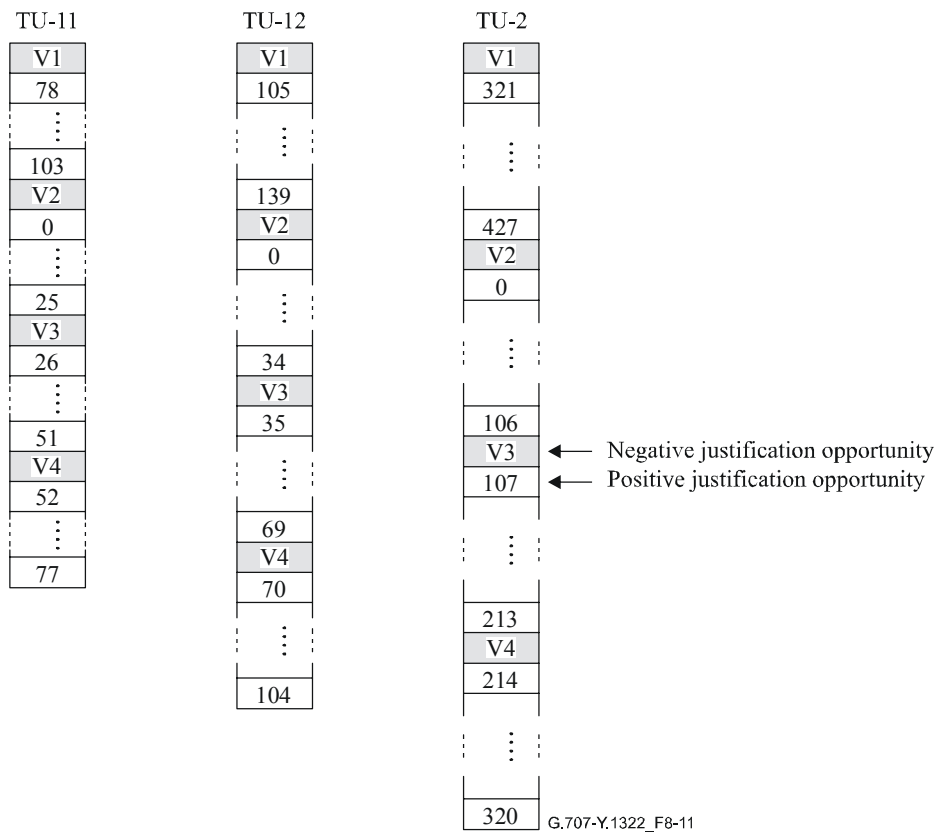 TU-11
V1
78
103
V2
0
25
V3
26
51
V4
52
77
TU-12
V1
105
139
V2
0
34
V3
35
69
V4
70
104
TU-2
V1
321
427
V2
0
106
V3
107
213
V4
214
320
Negative justification opportunity
Positive justification opportunity
G.707-Y.1322_F8-11